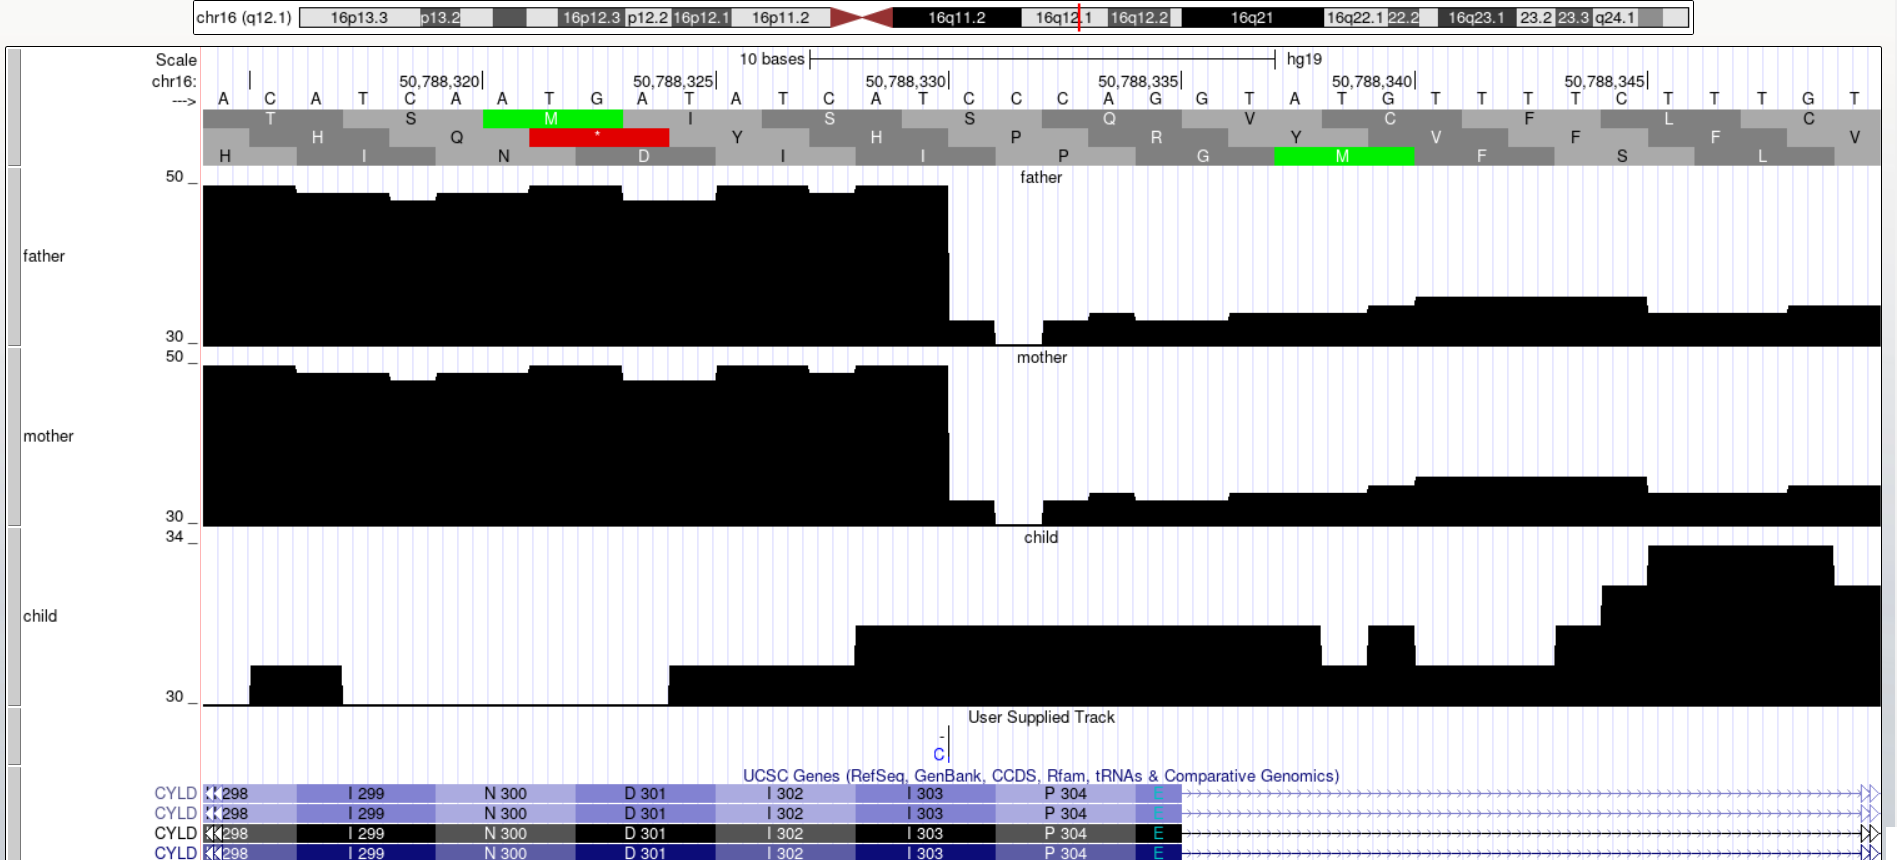 chr16 (q12.1) 16p13.3 p13.2 16p12.3 p12.2 16p12.1 16p11.2 16q11.2 16q12.1 16q12.2 16q21 16q22.1 22.2 16q23.1 23.2 23.3 q24.1
Scale 10 bases hg19
chr16: 50,788,320 50,788,325 50,788,330 50,788,335 50,788,340 50,788,345
---> A C A T C A A T G A T A T C A T C C C A G G T A T G T T T T C T T T G T
T S M I S S Q V C F L C
H Q * Y H P R Y V F F V
H I N D I I P G M F S L
50 father
father
30
50 mother
mother
30
34 child
child
30
User Supplied Track
-
C
UCSC Genes (RefSeq, GenBank, CCDS, Rfam, tRNAs & Comparative Genomics)
CYLD 298 I 299 N 300 D 301 I 302 I 303 P 304 E
CYLD 298 I 299 N 300 D 301 I 302 I 303 P 304 E
CYLD 298 I 299 N 300 D 301 I 302 I 303 P 304 E
CYLD 298 I 299 N 300 D 301 I 302 I 303 P 304 E